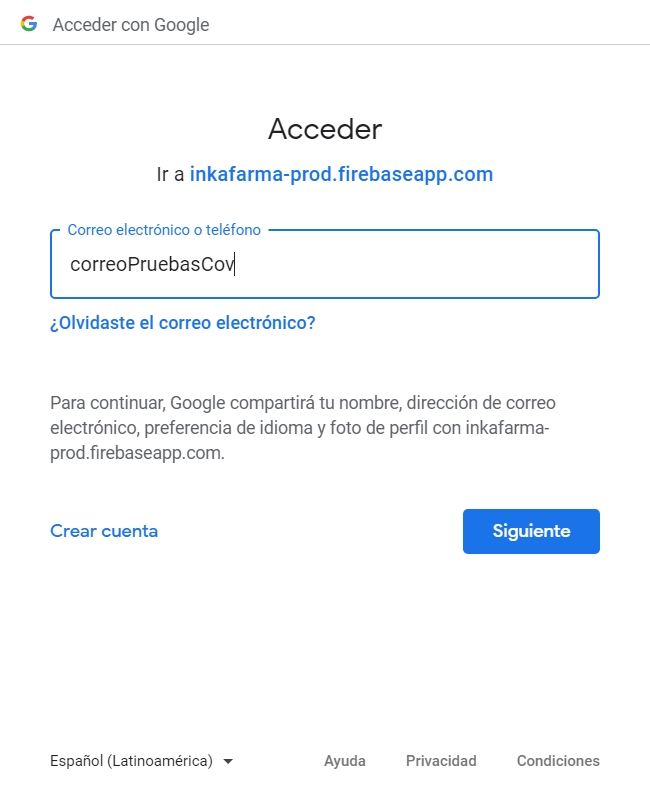 Acceder con Google
Acceder
Ir a inkafarma-prod.firebaseapp.com
Correo electrónico o teléfono
correoPruebasCov
¿Olvidaste el correo electrónico?
Para continuar, Google compartirá tu nombre, dirección de correo
electrónico, preferencia de idioma y foto de perfil con inkafarma-
prod.firebaseapp.com.
Crear cuenta
Siguiente
Español (Latinoamérica)
Ayuda
Privacidad
Condiciones